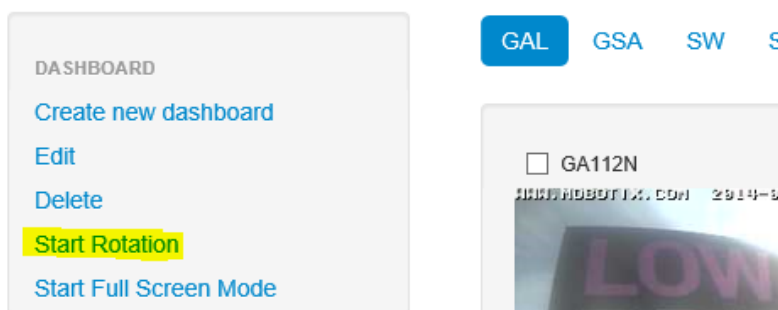 DASHBOARD
Create new dashboard
Edit
Delete
Start Rotation
Start Full Screen Mode
GAL GSA SW
GA112N
WWW.MOBOTIX.COM 2014-
LOW